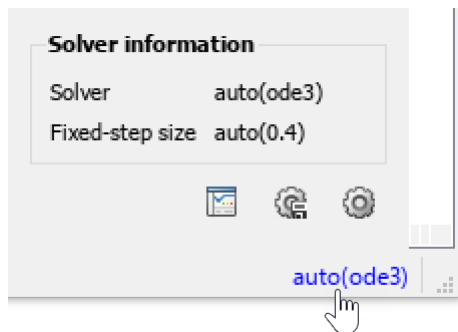 Solver information
Solver auto(ode3)
Fixed-step size auto(0.4)
auto(ode3)